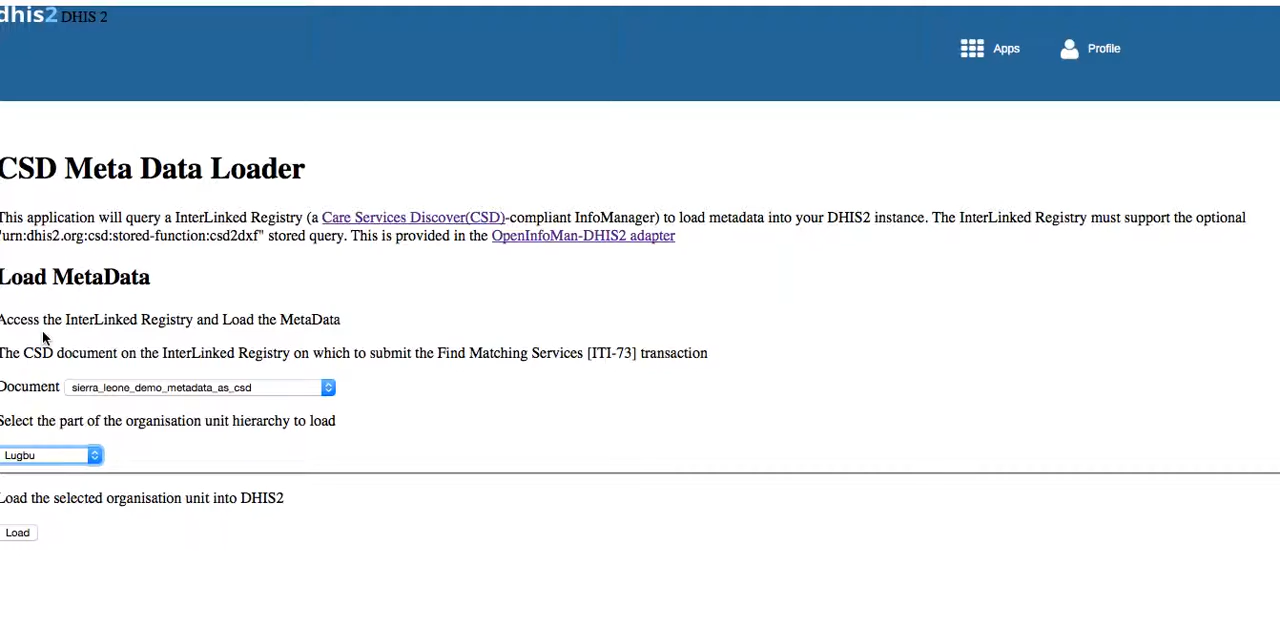 dhis2 DHIS 2
Apps
Profile
CSD Meta Data Loader
This application will query a InterLinked Registry (a Care Services Discover(CSD)-compliant InfoManager) to load metadata into your DHIS2 instance. The InterLinked Registry must support the optional
"urn:dhis2.org:csd:stored-function:csd2dxf" stored query. This is provided in the OpenInfoMan-DHIS2 adapter
Load MetaData
Access the InterLinked Registry and Load the MetaData
The CSD document on the InterLinked Registry on which to submit the Find Matching Services [ITI-73] transaction
Document sierra_leone_demo_metadata_as_csd
Select the part of the organisation unit hierarchy to load
Lugbu
Load the selected organisation unit into DHIS2
Load